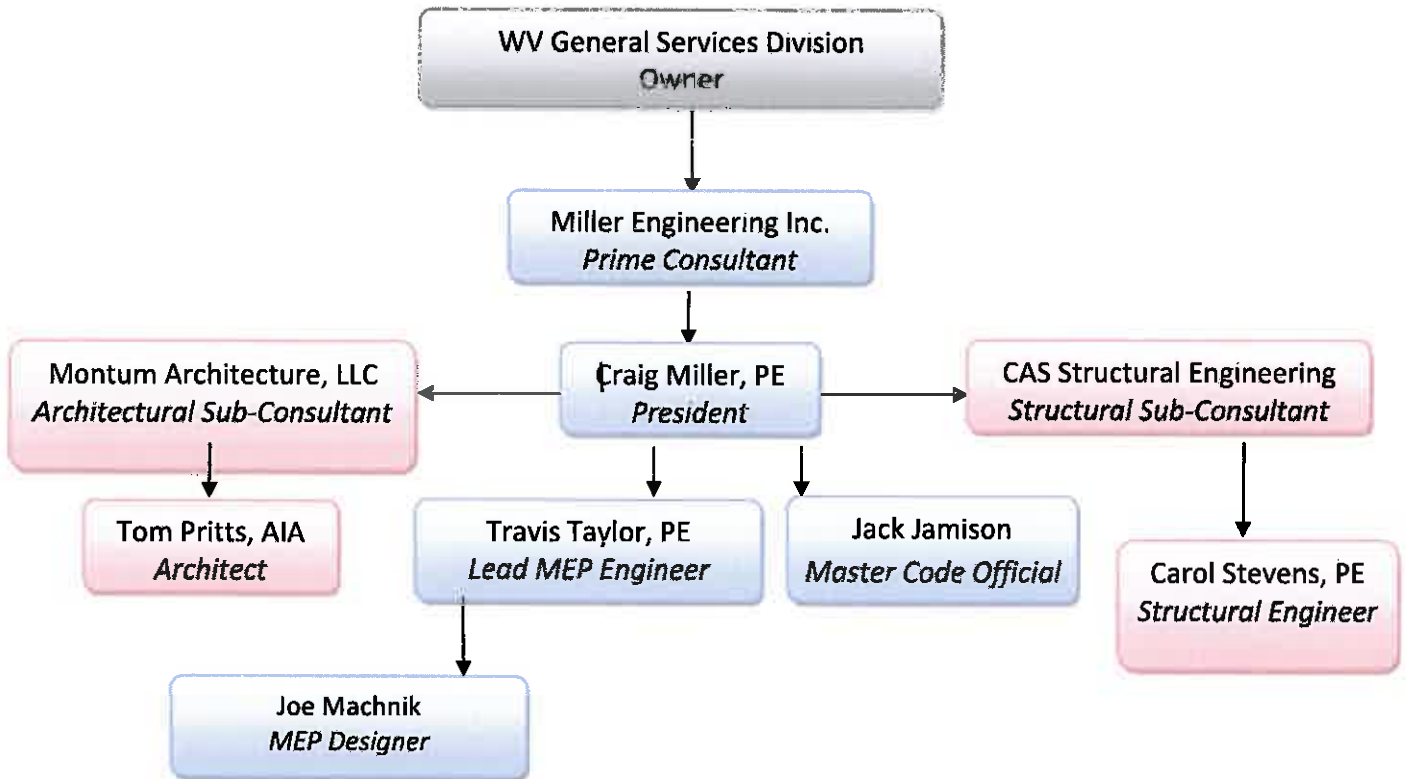 WV General Services Division
Owner
Miller Engineering Inc.
Prime Consultant
Montum Architecture, LLC
Architectural Sub-Consultant
Craig Miller, PE
President
CAS Structural Engineering
Structural Sub-Consultant
Tom Pritts, AIA
Architect
Travis Taylor, PE
Lead MEP Engineer
Jack Jamison
Master Code Official
Carol Stevens, PE
Structural Engineer
Joe Machnik
MEP Designer